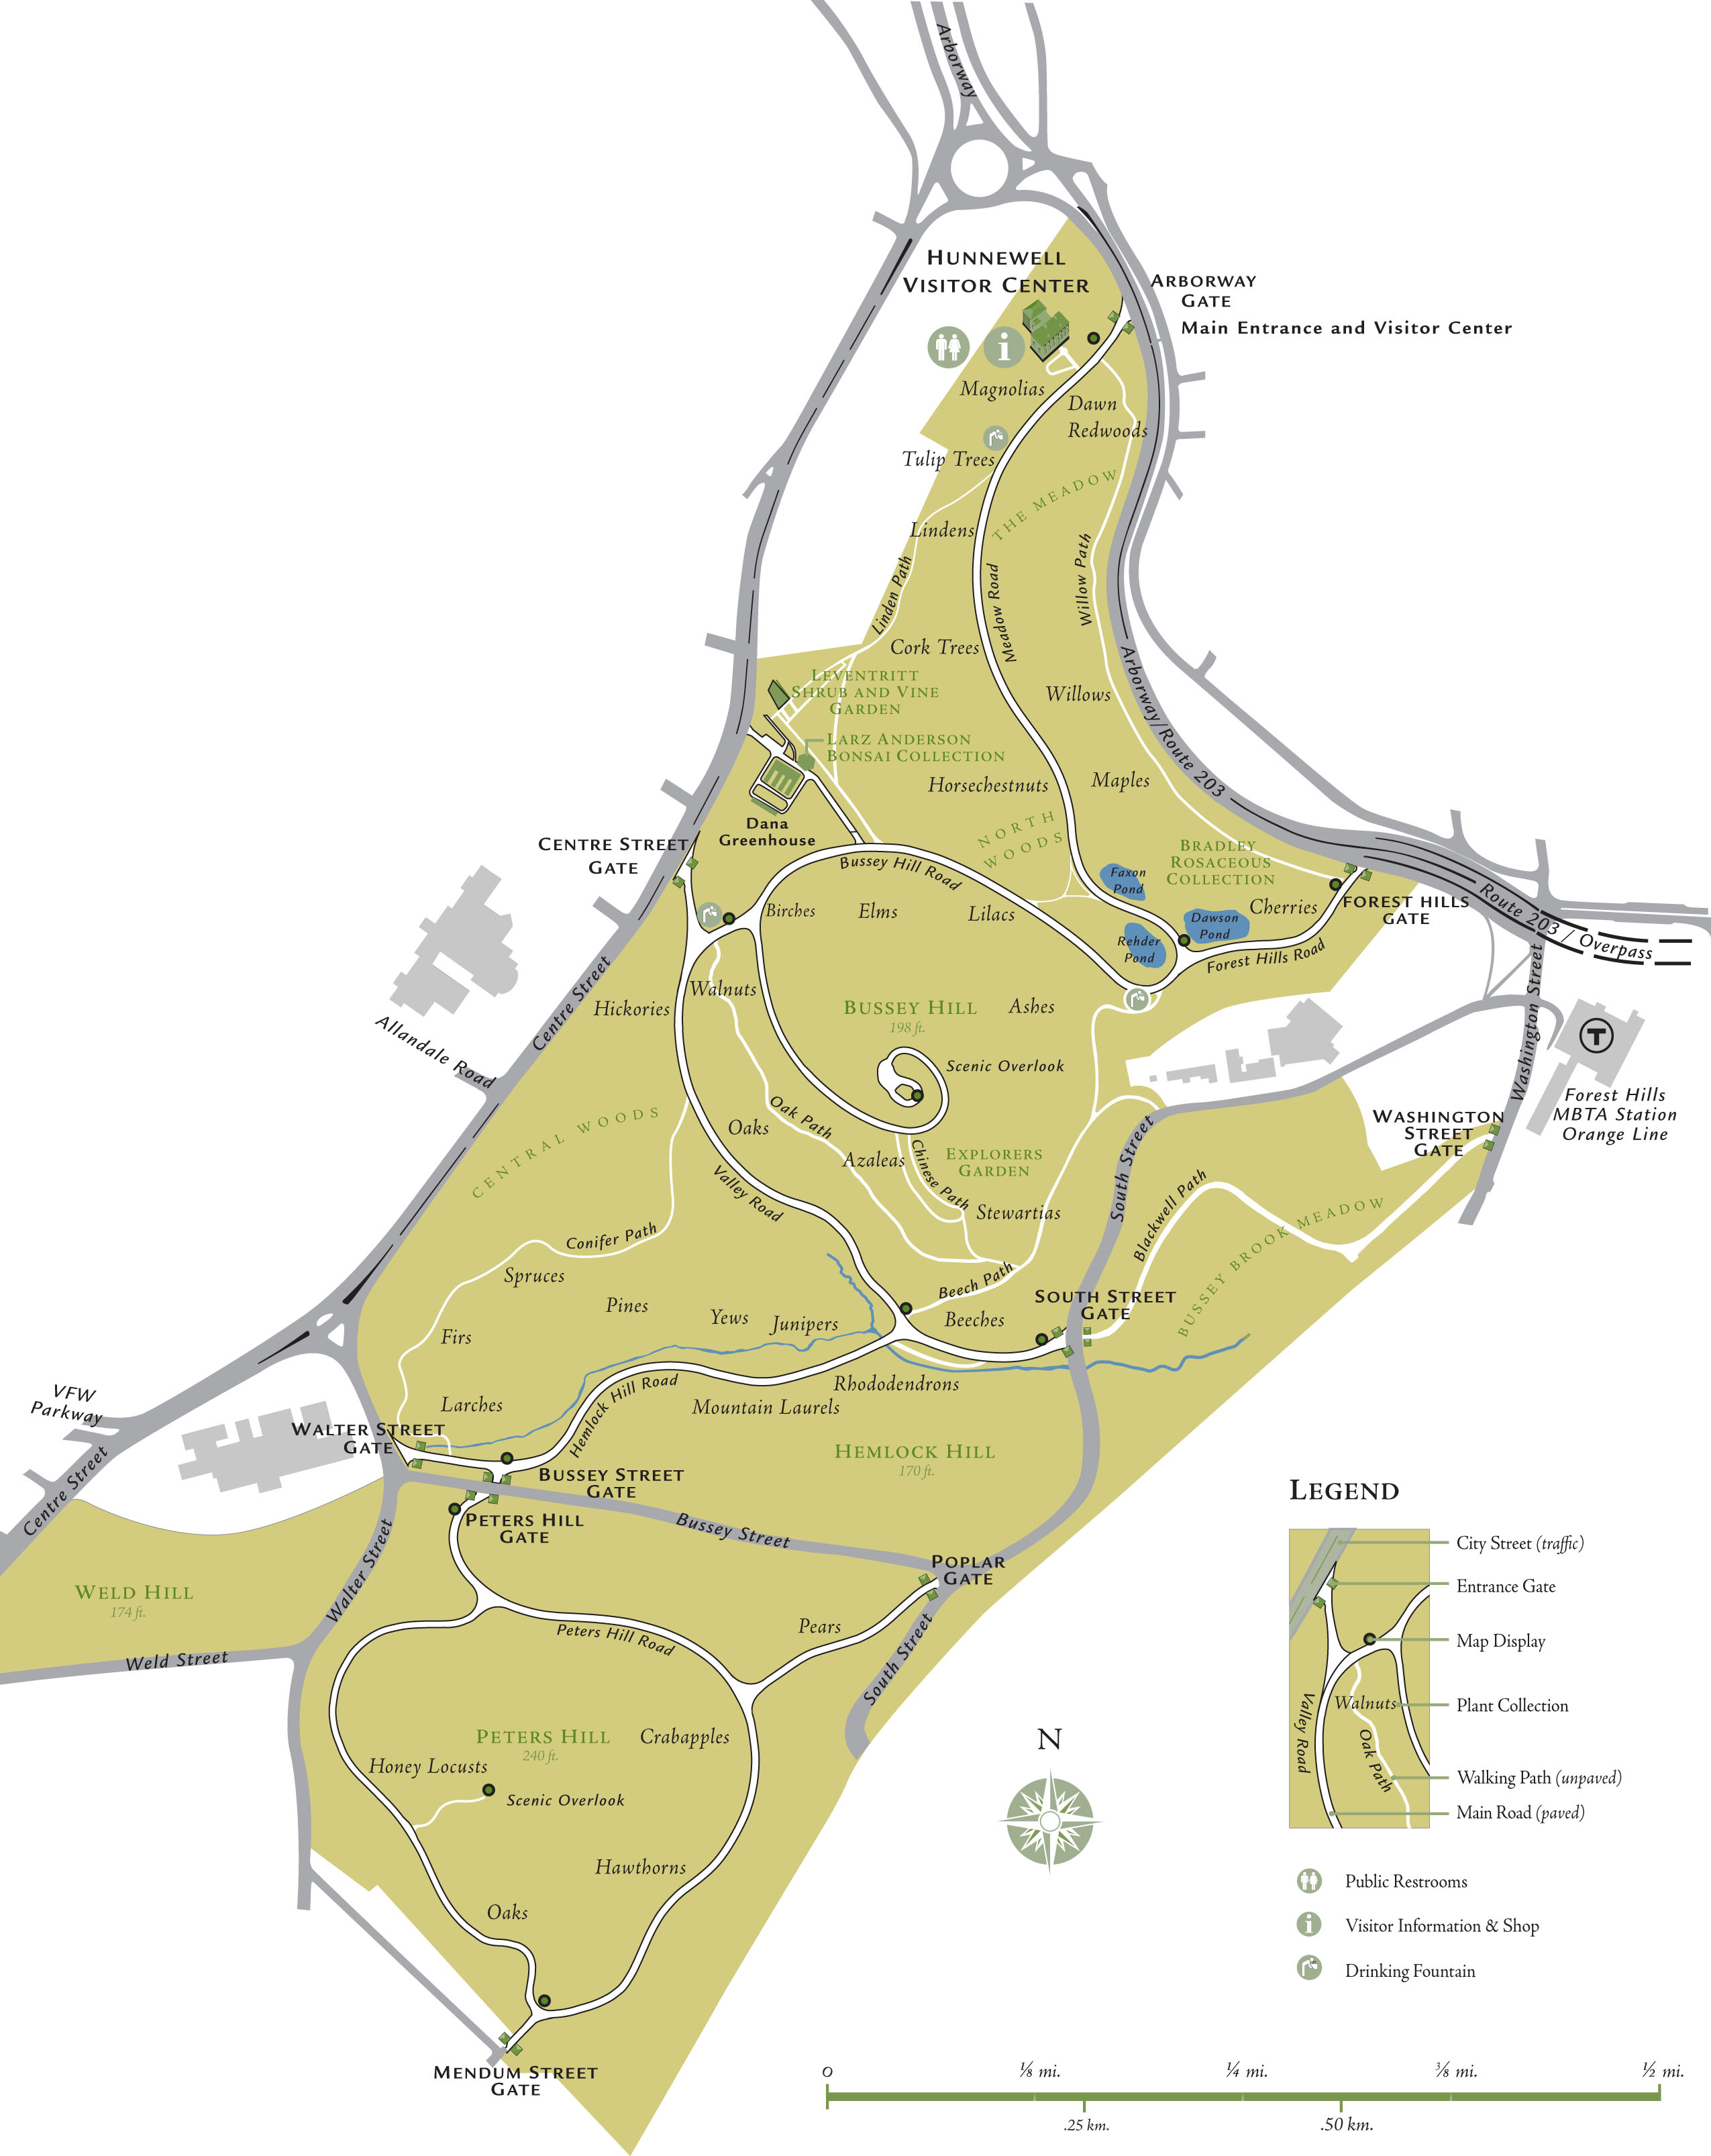 Arborway
HUNNEWELL
VISITOR CENTER
ARBORWAY
GATE
Main Entrance and Visitor Center
i
Magnolias
Dawn
Redwoods
Tulip Trees
THE MEADOW
Lindens
Linden Path
Meadow Road
Willow Path
Cork Trees
Arborway/Route 203
LEVENTRITT
SHRUB AND VINE
GARDEN
Willows
LARZ ANDERSON
BONSAI COLLECTION
Horsechestnuts
Maples
Dana
Greenhouse
CENTRE STREET
GATE
NORTH
WOODS
BRADLEY
ROSACEOUS
COLLECTION
Bussey Hill Road
Faxon
Pond
Birches
Elms
Lilacs
Cherries
FOREST HILLS
GATE
Route 203 / Overpass
Dawson
Pond
Rehder
Pond
Forest Hills Road
Walnuts
Hickories
BUSSEY HILL
198 ft.
Ashes
Centre Street
Allandale Road
Washington Street
T
Scenic Overlook
Forest Hills
MBTA Station
Orange Line
WASHINGTON
STREET
GATE
CENTRAL WOODS
Oak Path
Oaks
Azaleas
Chinese Path
EXPLORERS
GARDEN
South Street
Blackwell Path
Valley Road
Stewartias
BUSSEY BROOK MEADOW
Conifer Path
Spruces
Beech Path
Pines
Yews
Junipers
Beeches
SOUTH STREET
GATE
Firs
VFW
Parkway
Larches
Hemlock Hill Road
Rhododendrons
Mountain Laurels
WALTER STREET
GATE
HEMLOCK HILL
170 ft.
Centre Street
BUSSEY STREET
GATE
PETERS HILL
GATE
Bussey Street
POPLAR
GATE
Walter Street
WELD HILL
174 ft.
Weld Street
Peters Hill Road
Pears
South Street
PETERS HILL
240 ft.
Crabapples
Honey Locusts
Scenic Overlook
Hawthorns
Oaks
MENDUM STREET
GATE
N
LEGEND
City Street (traffic)
Entrance Gate
Map Display
Walnuts
Plant Collection
Valley Road
Oak Path
Walking Path (unpaved)
Main Road (paved)
Public Restrooms
i
Visitor Information & Shop
Drinking Fountain
0
⅛ mi.
¼ mi.
⅜ mi.
½ mi.
.25 km.
.50 km.